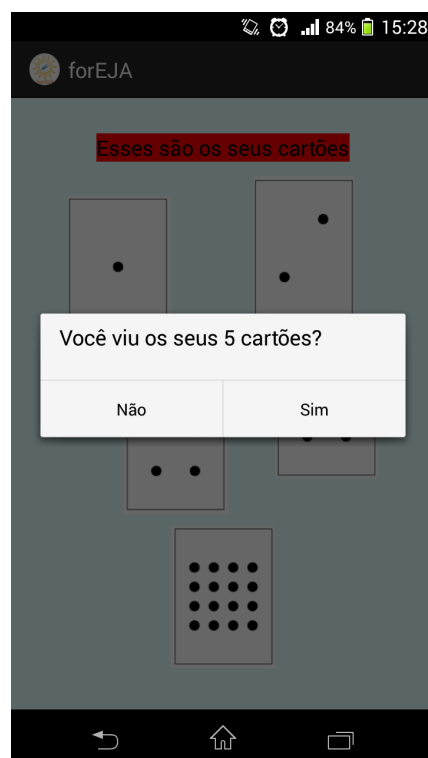 84% 15:28
forEJA
Esses são os seus cartões
Você viu os seus 5 cartões?
Não Sim